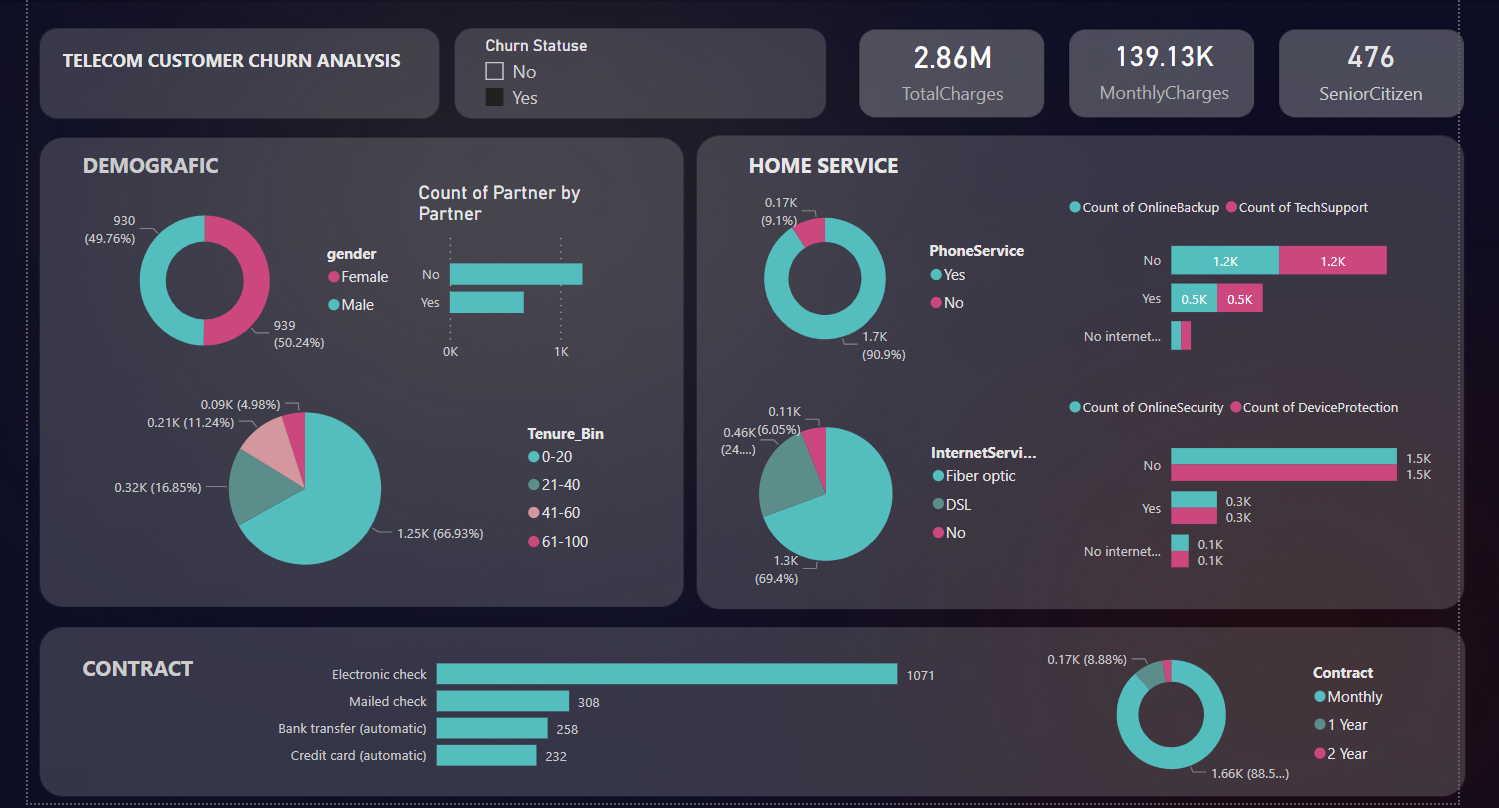 TELECOM CUSTOMER CHURN ANALYSIS
Churn Statuse
No
Yes
2.86M
TotalCharges
139.13K
MonthlyCharges
476
SeniorCitizen
DEMOGRAFIC
930
(49.76%)
939
(50.24%)
gender
Female
Male
Count of Partner by
Partner
No
Yes
0K
1K
0.09K (4.98%)
0.21K (11.24%)
0.32K (16.85%)
1.25K (66.93%)
Tenure_Bin
0-20
21-40
41-60
61-100
HOME SERVICE
0.17K
(9.1%)
1.7K
(90.9%)
PhoneService
Yes
No
Count of OnlineBackup Count of TechSupport
No
1.2K
1.2K
Yes
0.5K
0.5K
No internet...
0.11K
(6.05%)
0.46K
(24....)
1.3K
(69.4%)
InternetServi...
Fiber optic
DSL
No
Count of OnlineSecurity Count of DeviceProtection
No
1.5K
1.5K
Yes
0.3K
0.3K
No internet...
0.1K
0.1K
CONTRACT
Electronic check
1071
Mailed check
308
Bank transfer (automatic)
258
Credit card (automatic)
232
0.17K (8.88%)
1.66K (88.5...)
Contract
Monthly
1 Year
2 Year